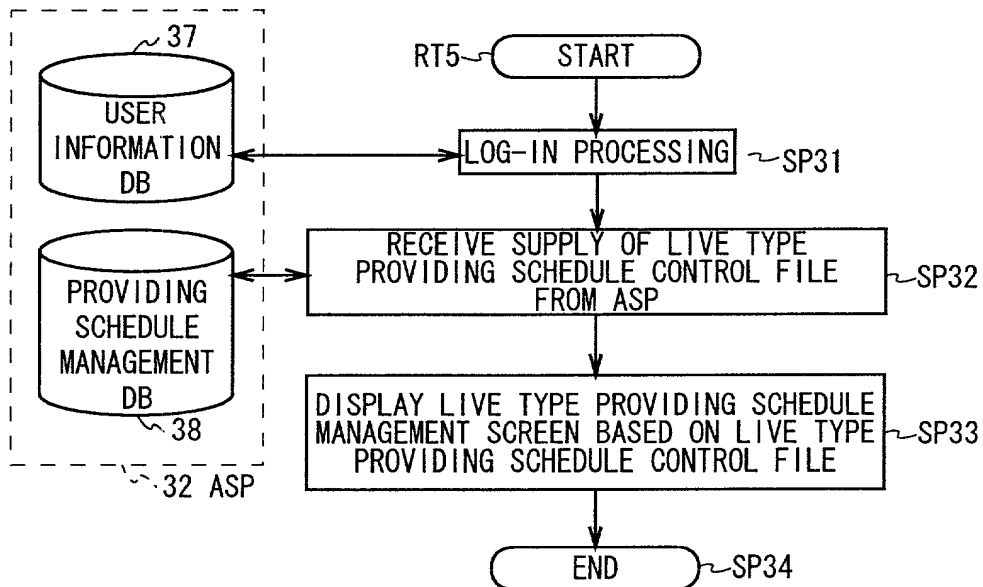 37
USER
INFORMATION
DB
PROVIDING
SCHEDULE
MANAGEMENT
DB
38
32 ASP
RT5
START
LOG-IN PROCESSING
SP31
RECEIVE SUPPLY OF LIVE TYPE
PROVIDING SCHEDULE CONTROL FILE
FROM ASP
SP32
DISPLAY LIVE TYPE PROVIDING SCHEDULE
MANAGEMENT SCREEN BASED ON LIVE TYPE
PROVIDING SCHEDULE CONTROL FILE
SP33
END
SP34